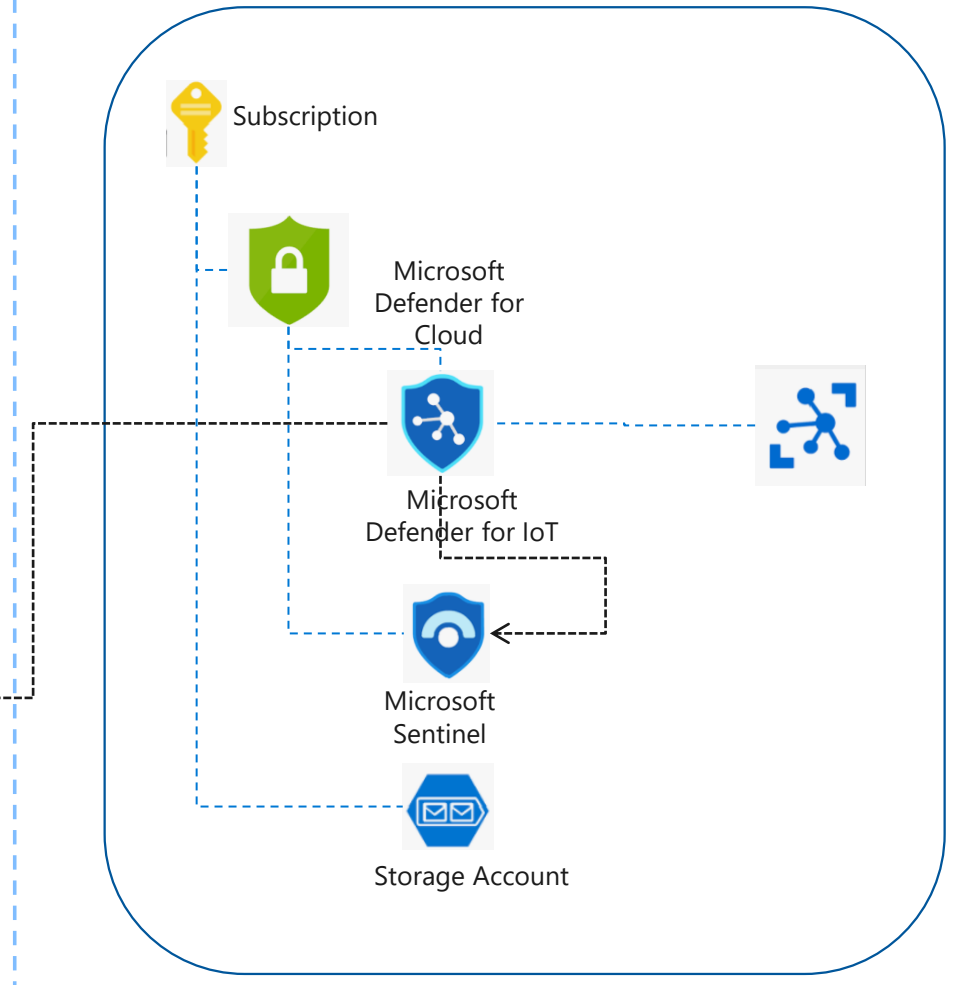 Subscription
Microsoft
Defender for
Cloud
Microsoft
Defender for IoT
Microsoft
Sentinel
Storage Account